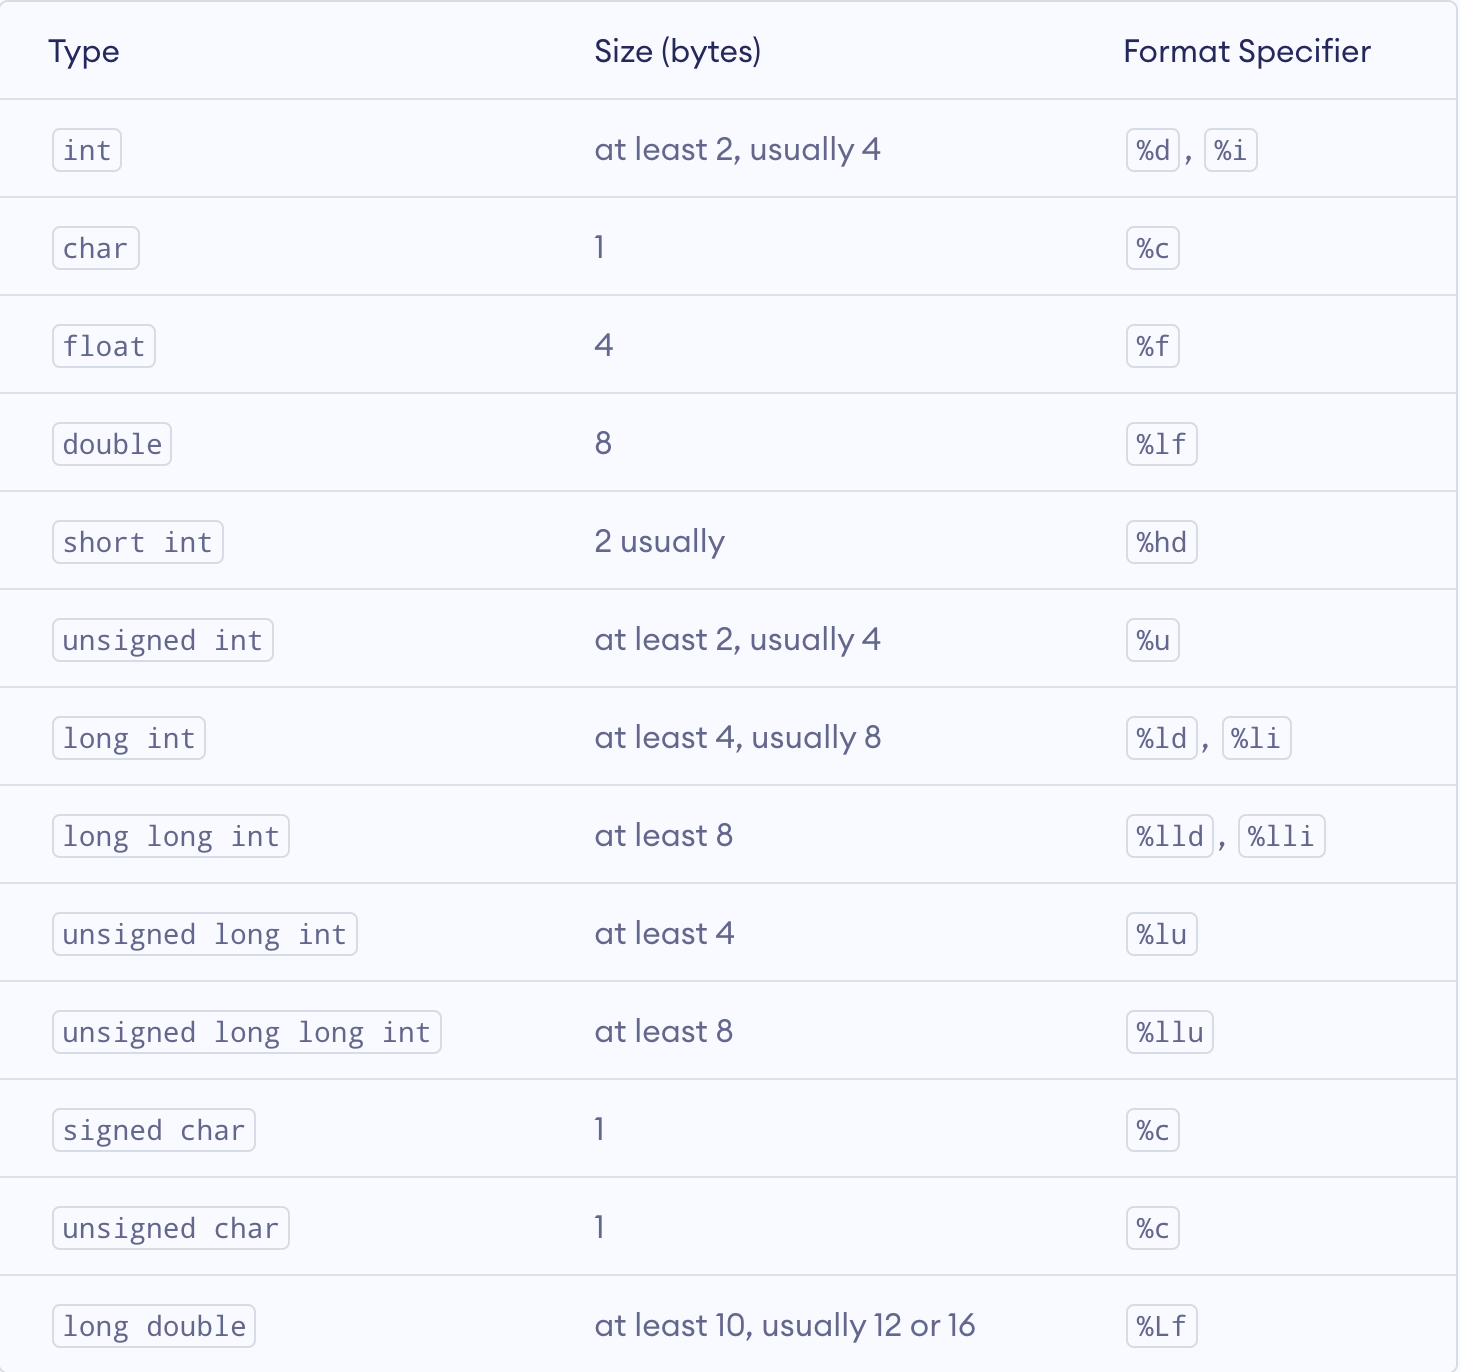 Type Size (bytes) Format Specifier
int at least 2, usually 4 %d, %i
char 1 %c
float 4 %f
double 8 %lf
short int 2 usually %hd
unsigned int at least 2, usually 4 %u
long int at least 4, usually 8 %ld, %li
long long int at least 8 %lld, %lli
unsigned long int at least 4 %lu
unsigned long long int at least 8 %llu
signed char 1 %c
unsigned char 1 %c
long double at least 10, usually 12 or 16 %Lf